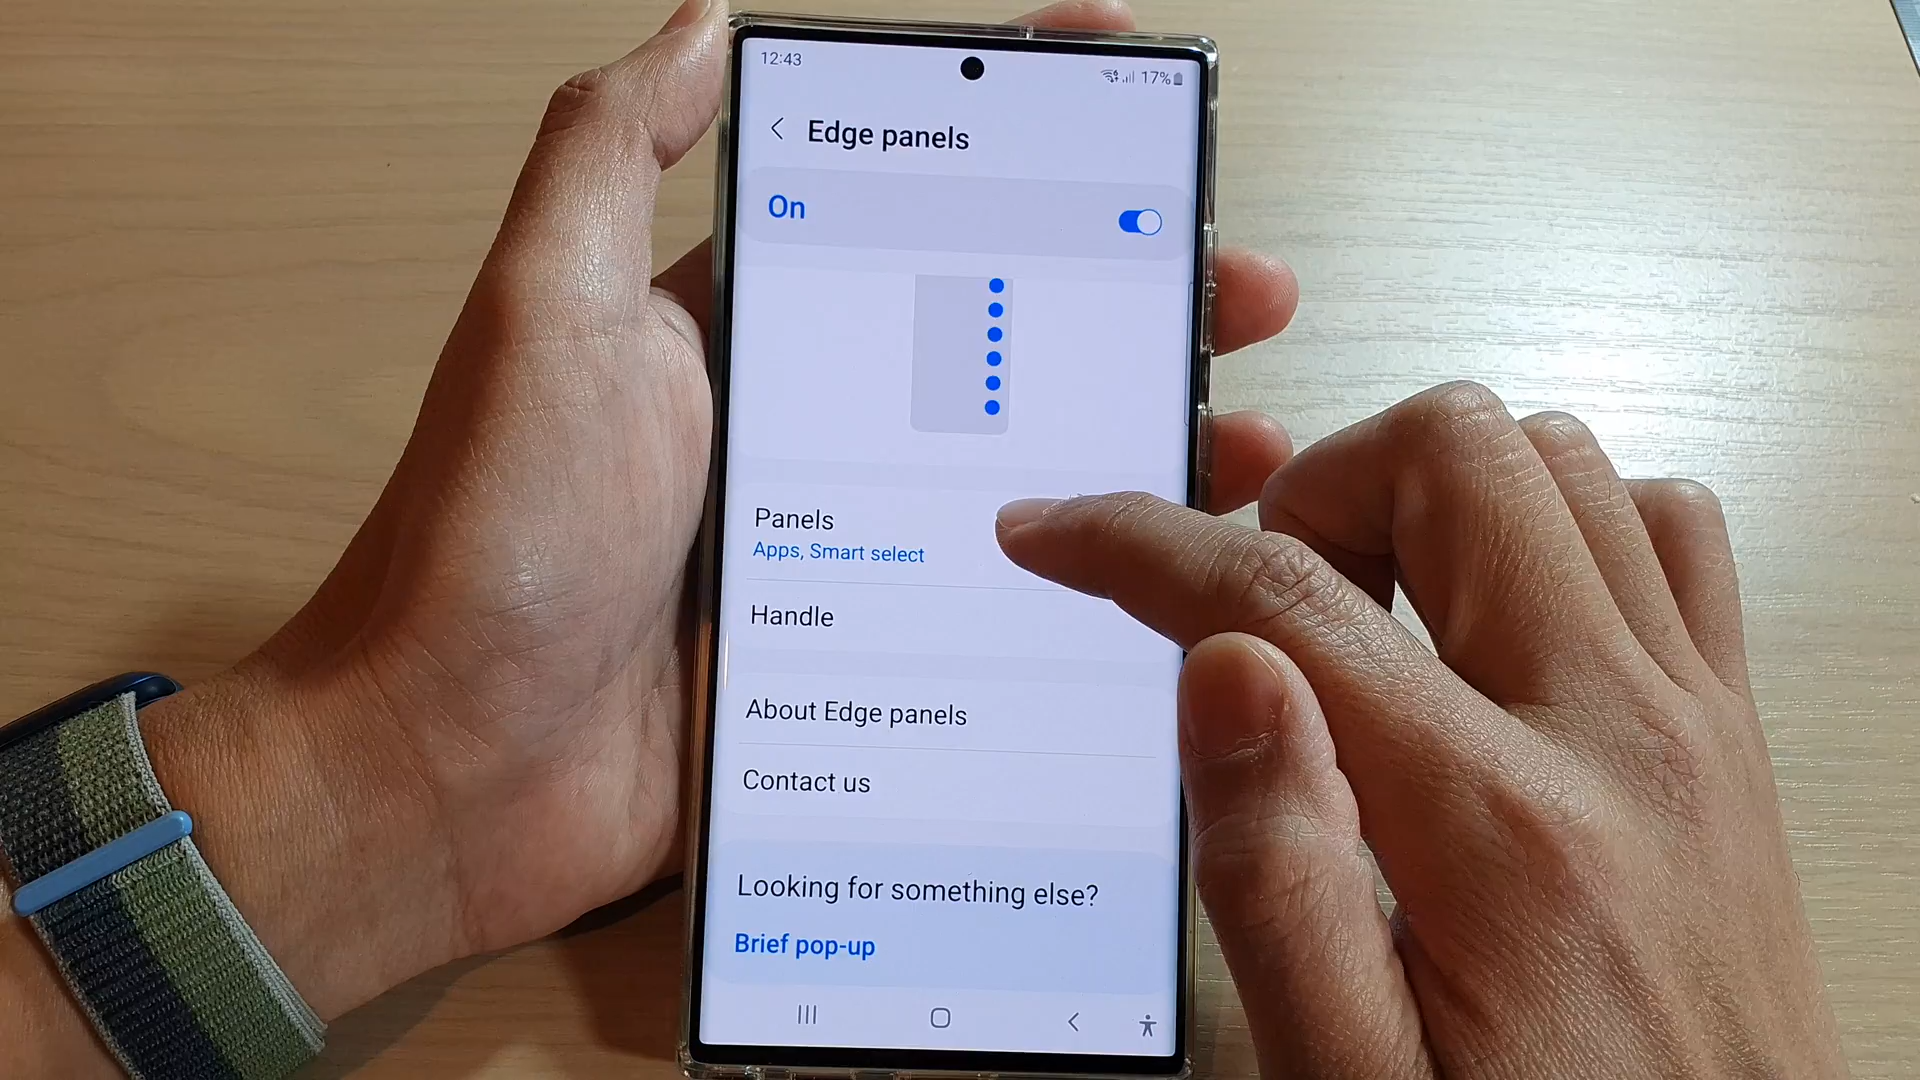 12:43
17%
Edge panels
On
Panels
Apps, Smart select
Handle
About Edge panels
Contact us
Looking for something else?
Brief pop-up